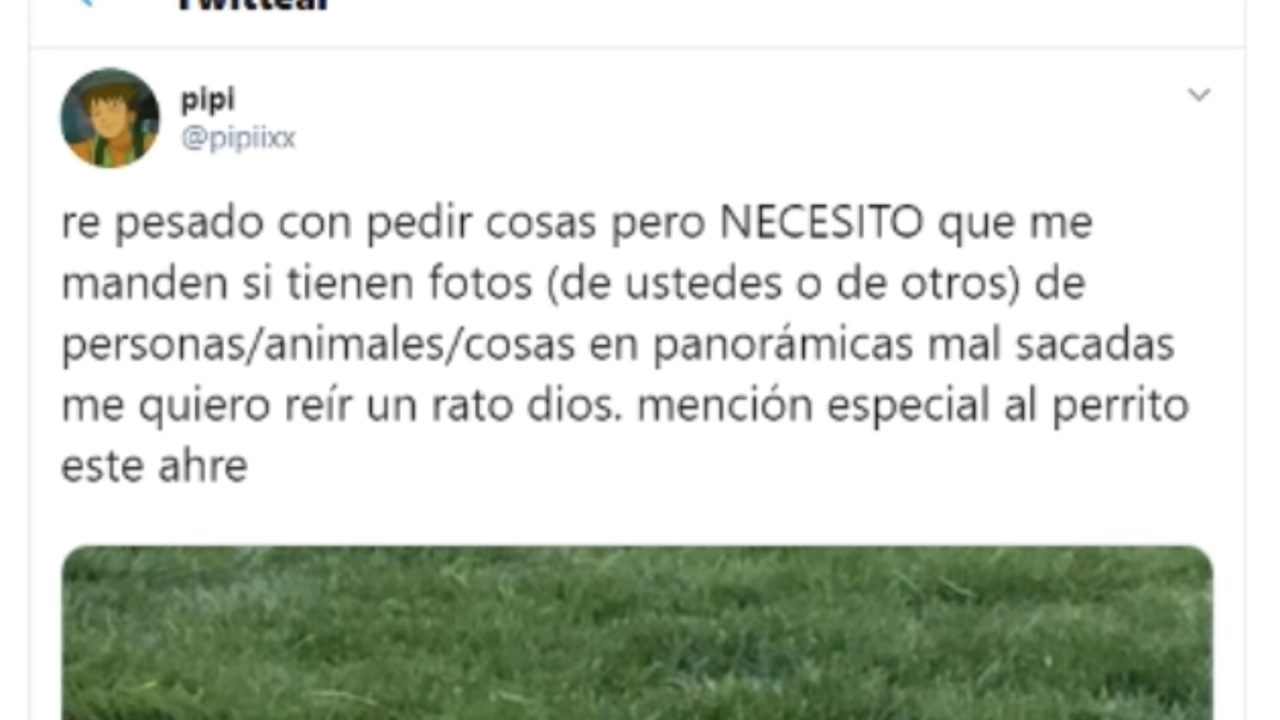 Twittear
pipi
@pipiixx
re pesado con pedir cosas pero NECESITO que me
manden si tienen fotos (de ustedes o de otros) de
personas/animales/cosas en panorámicas mal sacadas
me quiero reír un rato dios. mención especial al perrito
este ahre